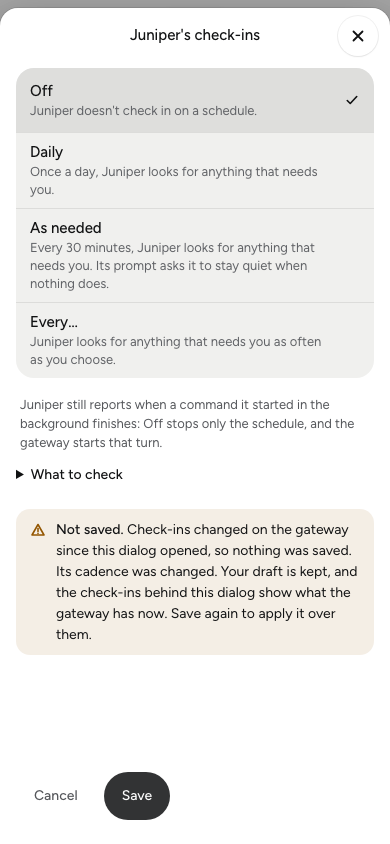 Juniper's check-ins
Off
Juniper doesn't check in on a schedule.
Daily
Once a day, Juniper looks for anything that needs
you.
As needed
Every 30 minutes, Juniper looks for anything that
needs you. Its prompt asks it to stay quiet when
nothing does.
Every...
Juniper looks for anything that needs you as often
as you choose.
Juniper still reports when a command it started in the
background finishes: Off stops only the schedule, and the
gateway starts that turn.
What to check
Not saved. Check-ins changed on the gateway
since this dialog opened, so nothing was saved.
Its cadence was changed. Your draft is kept, and
the check-ins behind this dialog show what the
gateway has now. Save again to apply it over
them.
Cancel
Save